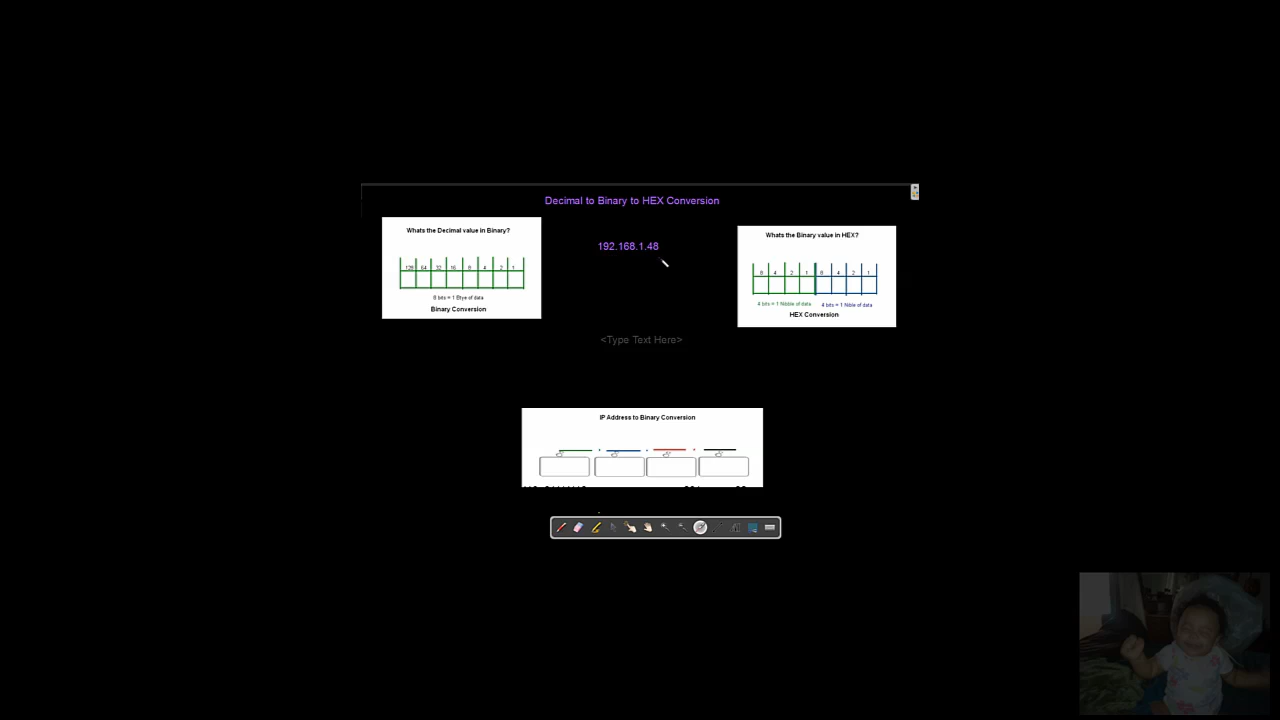 Decimal to Binary to HEX Conversion
Whats the Decimal value in Binary?
128 64 32 16 8 4 2 1
8 bits = 1 Btye of data
Binary Conversion
192.168.1.48
Whats the Binary value in HEX?
8 4 2 1 8 4 2 1
4 bits = 1 Nibble of data 4 bits = 1 Nible of data
HEX Conversion
<Type Text Here>
IP Address to Binary Conversion